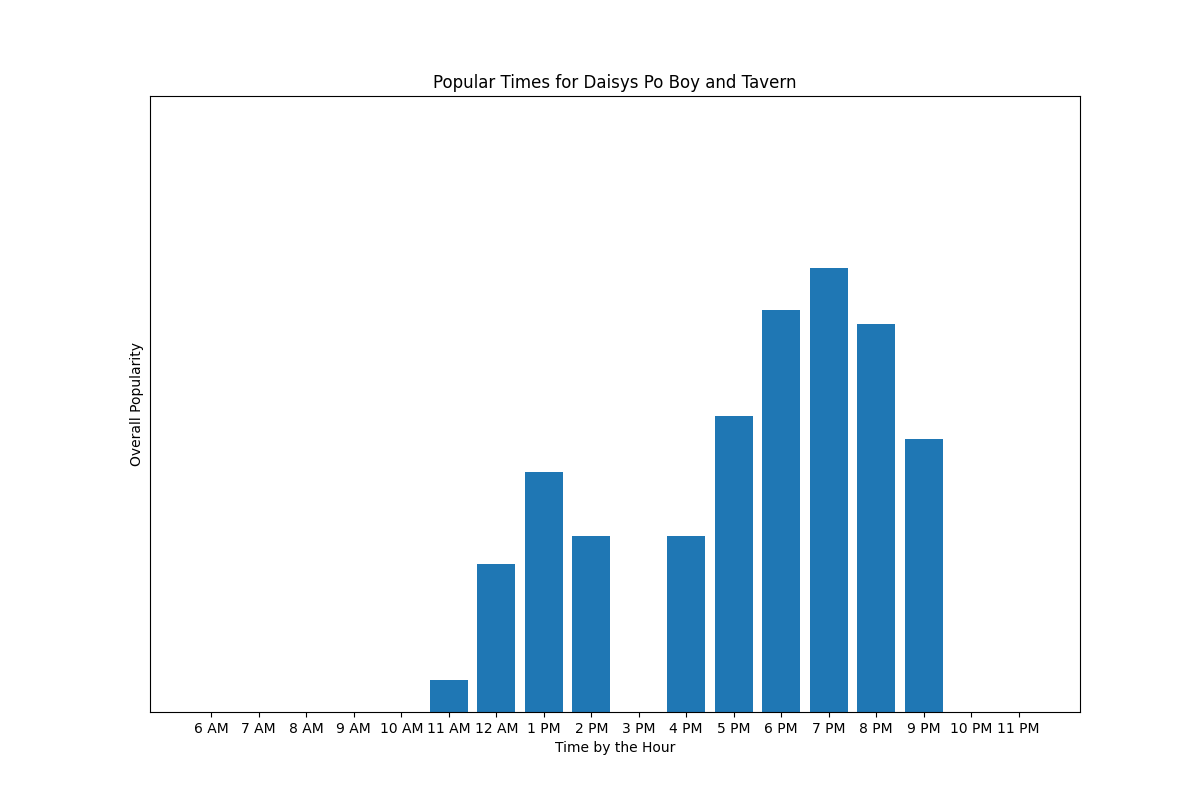 Popular Times for Daisys Po Boy and Tavern
Overall Popularity
6 AM 7 AM 8 AM 9 AM 10 AM 11 AM 12 AM 1 PM 2 PM 3 PM 4 PM 5 PM 6 PM 7 PM 8 PM 9 PM 10 PM 11 PM
Time by the Hour